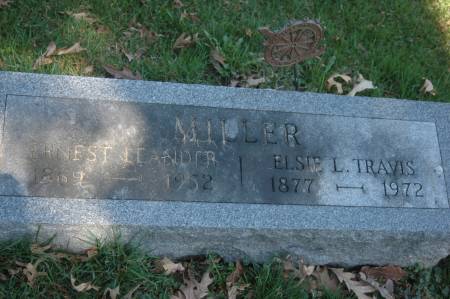 MILLER
ERNEST LEANDER
1869 — 1952
ELSIE L. TRAVIS
1877 — 1972